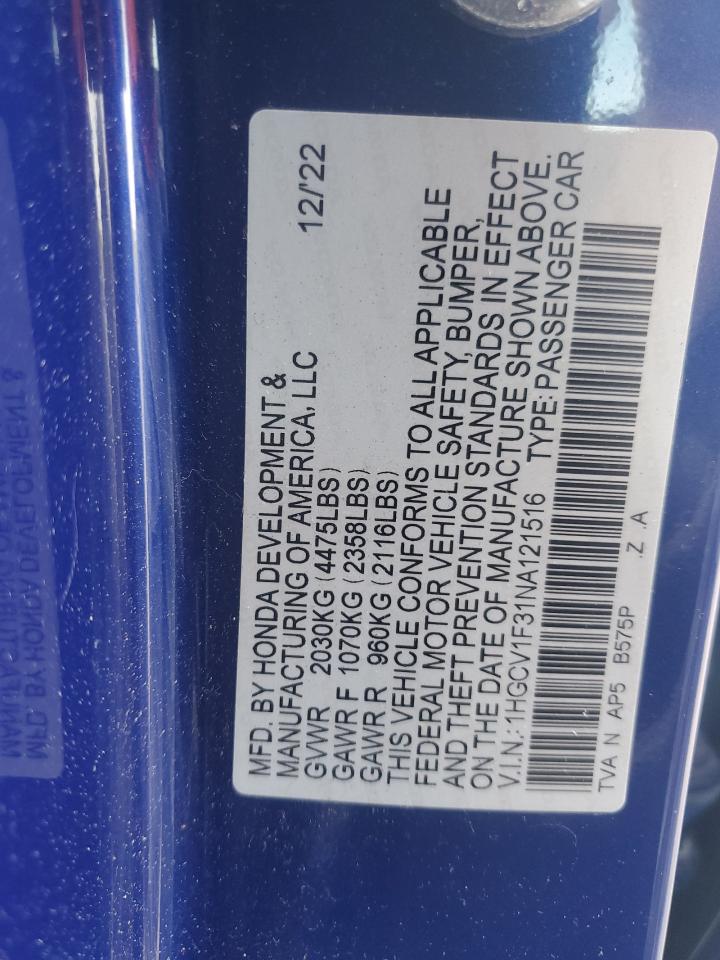 MFD. BY HONDA DEVELOPMENT &
MANUFACTURING OF AMERICA, LLC 12/'22
GVWR 2030KG (4475LBS)
GAWR F 1070KG (2358LBS)
GAWR R 960KG (2116LBS)
THIS VEHICLE CONFORMS TO ALL APPLICABLE
FEDERAL MOTOR VEHICLE SAFETY, BUMPER,
AND THEFT PREVENTION STANDARDS IN EFFECT
ON THE DATE OF MANUFACTURE SHOWN ABOVE.
V.I.N.: 1HGCV1F31NA121516 TYPE: PASSENGER CAR
TVA N AP5 B575P .Z .A